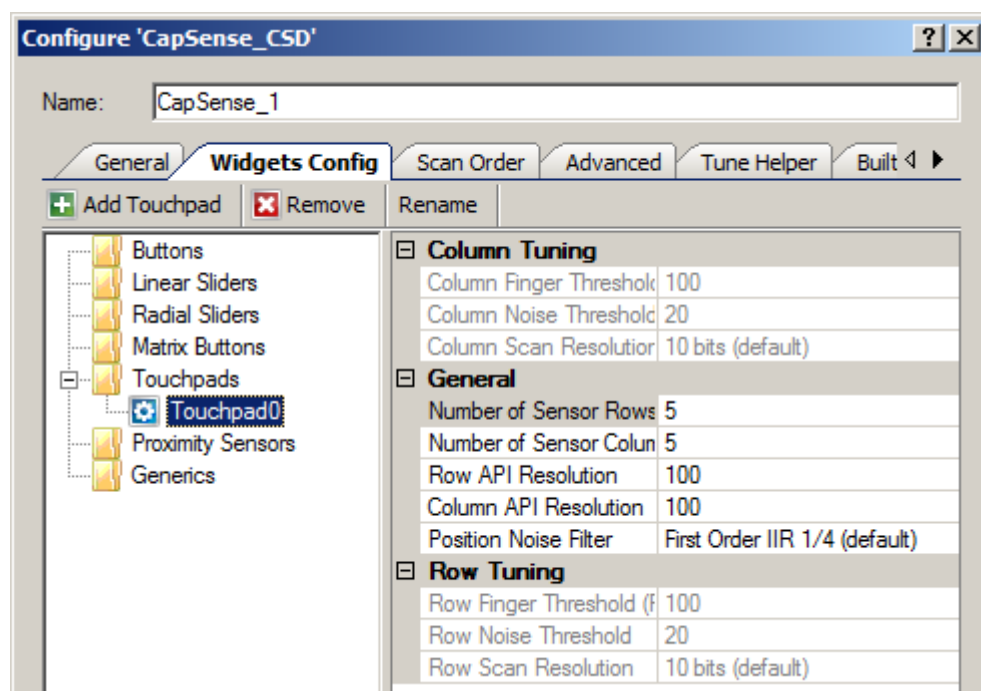 Configure 'CapSense_CSD' ? ×
Name: CapSense_1
General Widgets Config Scan Order Advanced Tune Helper Built
Add Touchpad Remove Rename
Buttons
Linear Sliders
Radial Sliders
Matrix Buttons
Touchpads
Touchpad0
Proximity Sensors
Generics
Column Tuning
Column Finger Threshold 100
Column Noise Threshold 20
Column Scan Resolution 10 bits (default)
General
Number of Sensor Rows 5
Number of Sensor Colum 5
Row API Resolution 100
Column API Resolution 100
Position Noise Filter First Order IIR 1/4 (default)
Row Tuning
Row Finger Threshold (F 100
Row Noise Threshold 20
Row Scan Resolution 10 bits (default)